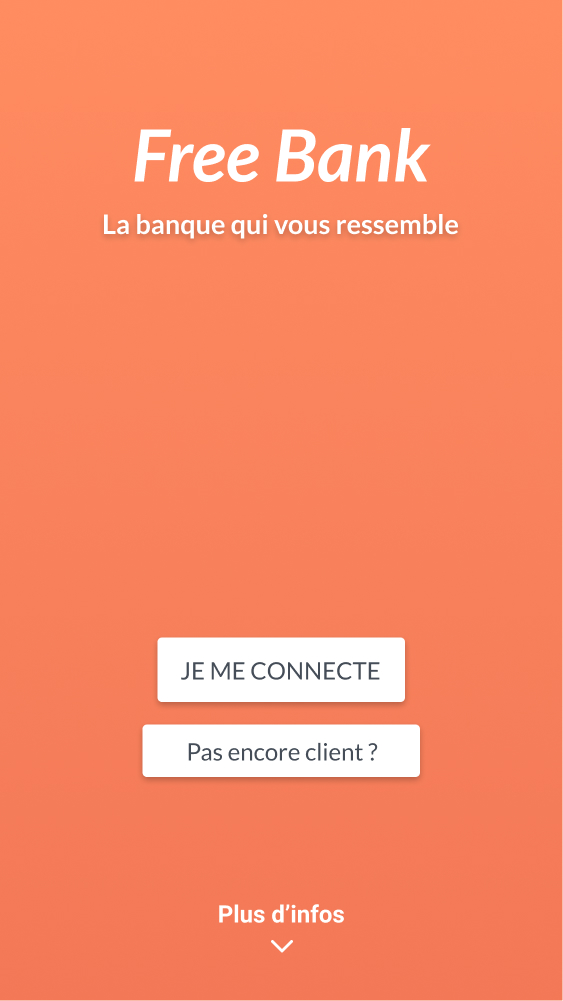 Free Bank
La banque qui vous ressemble
JE ME CONNECTE
Pas encore client ?
Plus d’infos